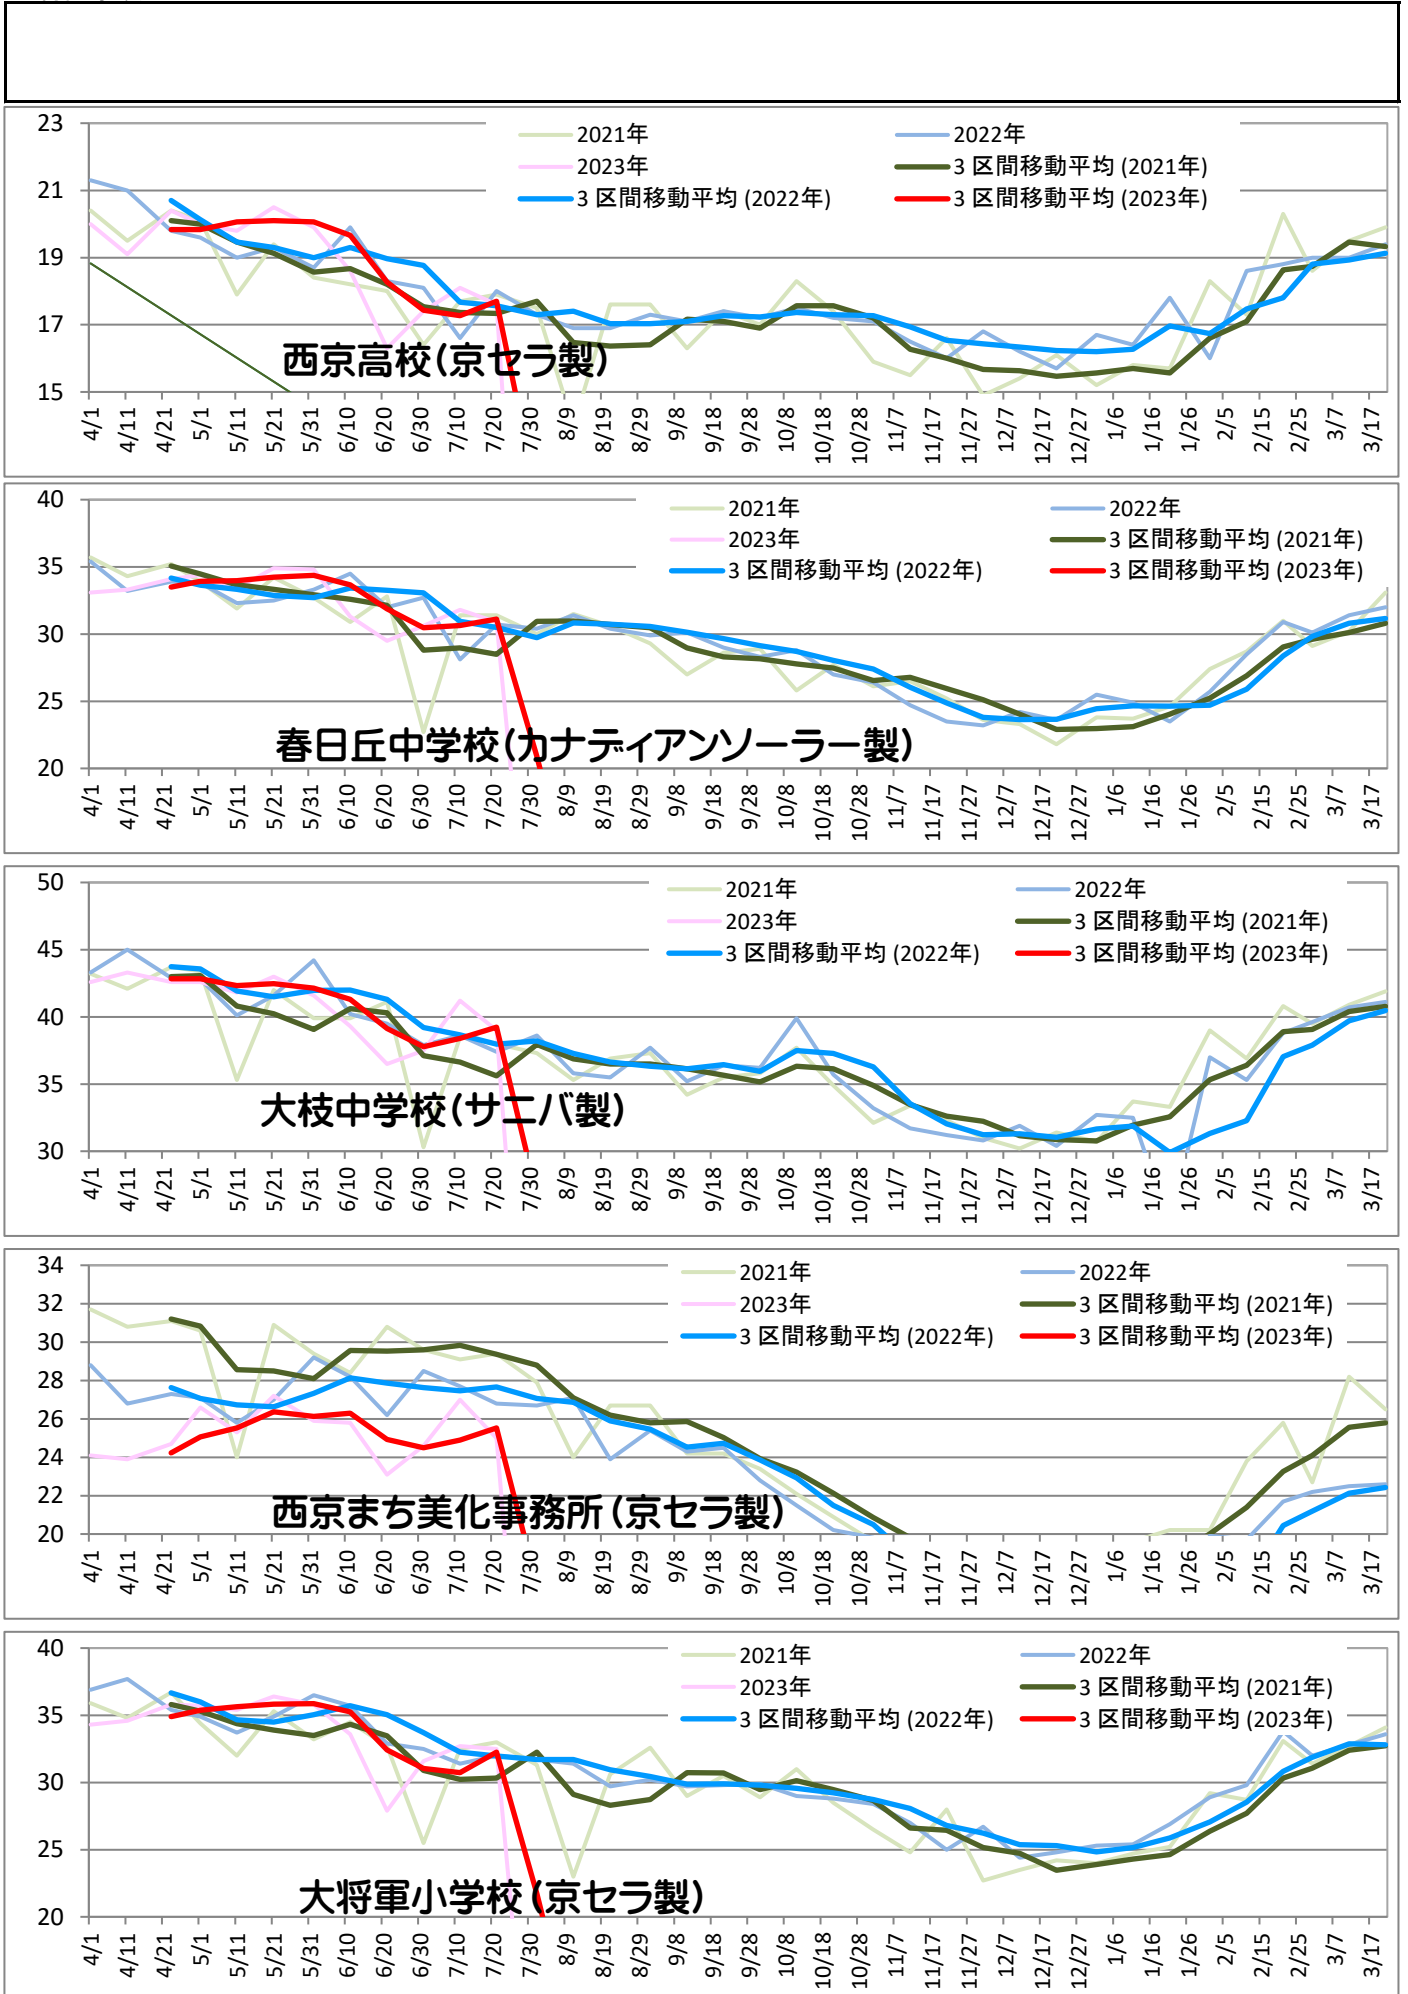 23
21
19
17
15
2021年 2022年
2023年 3 区間移動平均 (2021年)
3 区間移動平均 (2022年) 3 区間移動平均 (2023年)
西京高校(京セラ製)
4/1 4/11 4/21 5/1 5/11 5/21 5/31 6/10 6/20 6/30 7/10 7/20 7/30 8/9 8/19 8/29 9/8 9/18 9/28 10/8 10/18 10/28 11/7 11/17 11/27 12/7 12/17 12/27 1/6 1/16 1/26 2/5 2/15 2/25 3/7 3/17
40
35
30
25
20
2021年 2022年
2023年 3 区間移動平均 (2021年)
3 区間移動平均 (2022年) 3 区間移動平均 (2023年)
春日丘中学校(カナディアンソーラー製)
4/1 4/11 4/21 5/1 5/11 5/21 5/31 6/10 6/20 6/30 7/10 7/20 7/30 8/9 8/19 8/29 9/8 9/18 9/28 10/8 10/18 10/28 11/7 11/17 11/27 12/7 12/17 12/27 1/6 1/16 1/26 2/5 2/15 2/25 3/7 3/17
50
45
40
35
30
2021年 2022年
2023年 3 区間移動平均 (2021年)
3 区間移動平均 (2022年) 3 区間移動平均 (2023年)
大枝中学校(サニバ製)
4/1 4/11 4/21 5/1 5/11 5/21 5/31 6/10 6/20 6/30 7/10 7/20 7/30 8/9 8/19 8/29 9/8 9/18 9/28 10/8 10/18 10/28 11/7 11/17 11/27 12/7 12/17 12/27 1/6 1/16 1/26 2/5 2/15 2/25 3/7 3/17
34
32
30
28
26
24
22
20
2021年 2022年
2023年 3 区間移動平均 (2021年)
3 区間移動平均 (2022年) 3 区間移動平均 (2023年)
西京まち美化事務所(京セラ製)
4/1 4/11 4/21 5/1 5/11 5/21 5/31 6/10 6/20 6/30 7/10 7/20 7/30 8/9 8/19 8/29 9/8 9/18 9/28 10/8 10/18 10/28 11/7 11/17 11/27 12/7 12/17 12/27 1/6 1/16 1/26 2/5 2/15 2/25 3/7 3/17
40
35
30
25
20
2021年 2022年
2023年 3 区間移動平均 (2021年)
3 区間移動平均 (2022年) 3 区間移動平均 (2023年)
大将軍小学校(京セラ製)
4/1 4/11 4/21 5/1 5/11 5/21 5/31 6/10 6/20 6/30 7/10 7/20 7/30 8/9 8/19 8/29 9/8 9/18 9/28 10/8 10/18 10/28 11/7 11/17 11/27 12/7 12/17 12/27 1/6 1/16 1/26 2/5 2/15 2/25 3/7 3/17